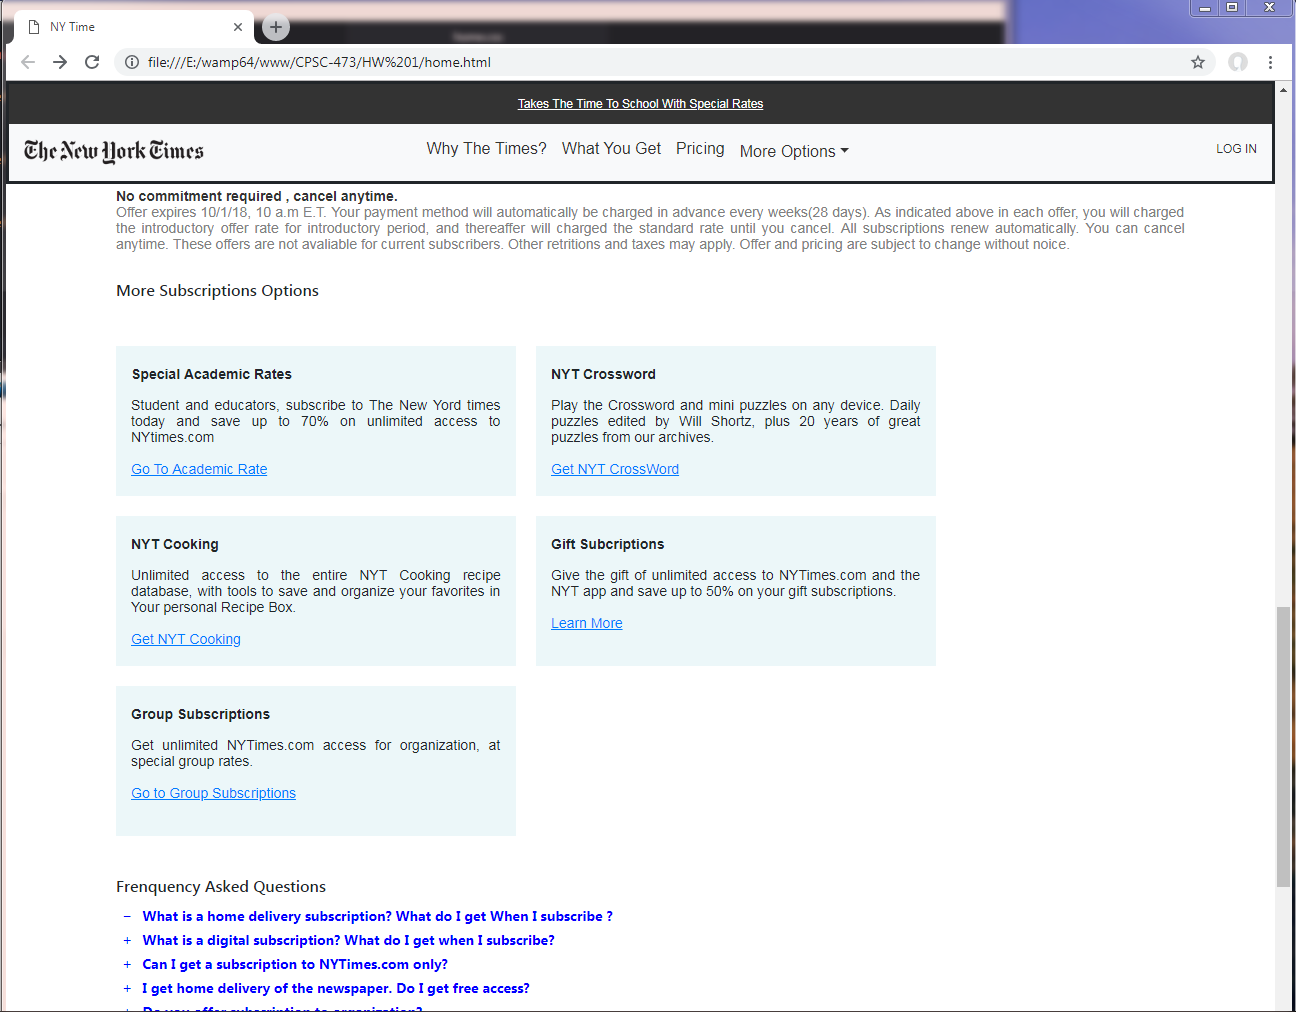 NY Time
file:///E:/wamp64/www/CPSC-473/HW%201/home.html
Takes The Time To School With Special Rates
The New York Times
Why The Times? What You Get Pricing More Options
LOG IN
No commitment required , cancel anytime.
Offer expires 10/1/18, 10 a.m E.T. Your payment method will automatically be charged in advance every weeks(28 days). As indicated above in each offer, you will charged
the introductory offer rate for introductory period, and thereaffer will charged the standard rate until you cancel. All subscriptions renew automatically. You can cancel
anytime. These offers are not avaliable for current subscribers. Other retritions and taxes may apply. Offer and pricing are subject to change without noice.
More Subscriptions Options
Special Academic Rates
Student and educators, subscribe to The New Yord times
today and save up to 70% on unlimited access to
NYtimes.com
Go To Academic Rate
NYT Crossword
Play the Crossword and mini puzzles on any device. Daily
puzzles edited by Will Shortz, plus 20 years of great
puzzles from our archives.
Get NYT CrossWord
NYT Cooking
Unlimited access to the entire NYT Cooking recipe
database, with tools to save and organize your favorites in
Your personal Recipe Box.
Get NYT Cooking
Gift Subcriptions
Give the gift of unlimited access to NYTimes.com and the
NYT app and save up to 50% on your gift subscriptions.
Learn More
Group Subscriptions
Get unlimited NYTimes.com access for organization, at
special group rates.
Go to Group Subscriptions
Frenquency Asked Questions
− What is a home delivery subscription? What do I get When I subscribe ?
+ What is a digital subscription? What do I get when I subscribe?
+ Can I get a subscription to NYTimes.com only?
+ I get home delivery of the newspaper. Do I get free access?
+ Do you offer subscription to organization?